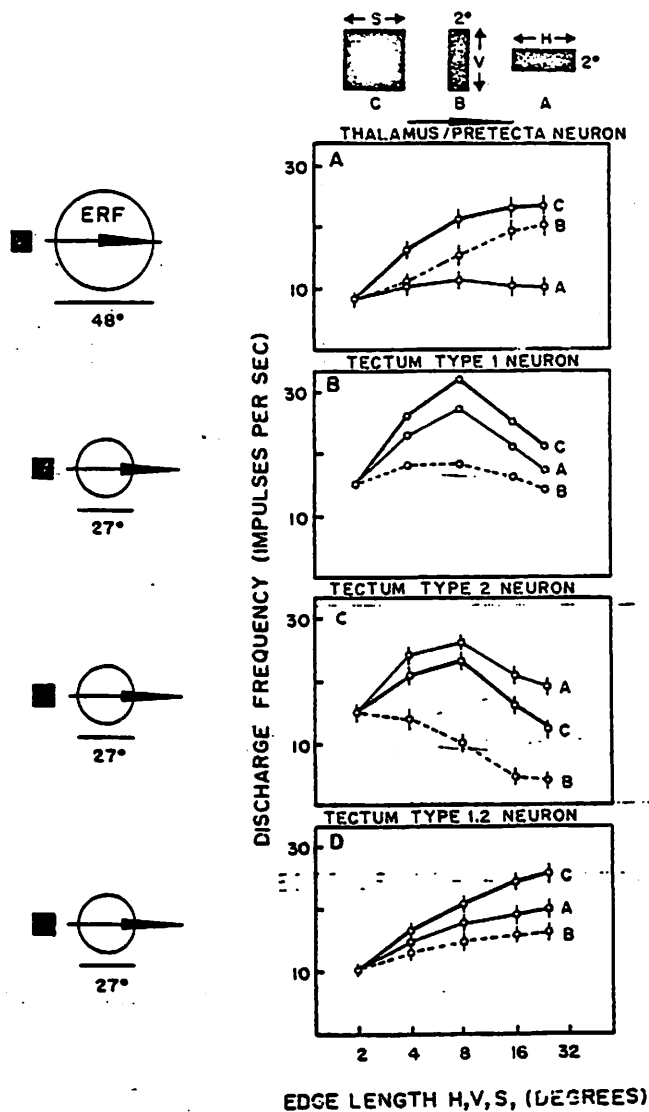 S
2°
V
H
2°
C
B
A
THALAMUS/PRETECTA NEURON
A
30
10
C
B
A
ERF
48°
TECTUM TYPE 1 NEURON
B
30
10
C
A
B
27°
TECTUM TYPE 2 NEURON
C
30
10
A
C
B
27°
TECTUM TYPE 1.2 NEURON
D
30
10
C
A
B
27°
2 4 8 16 32
DISCHARGE FREQUENCY (IMPULSES PER SEC)
EDGE LENGTH H,V,S, (DEGREES)